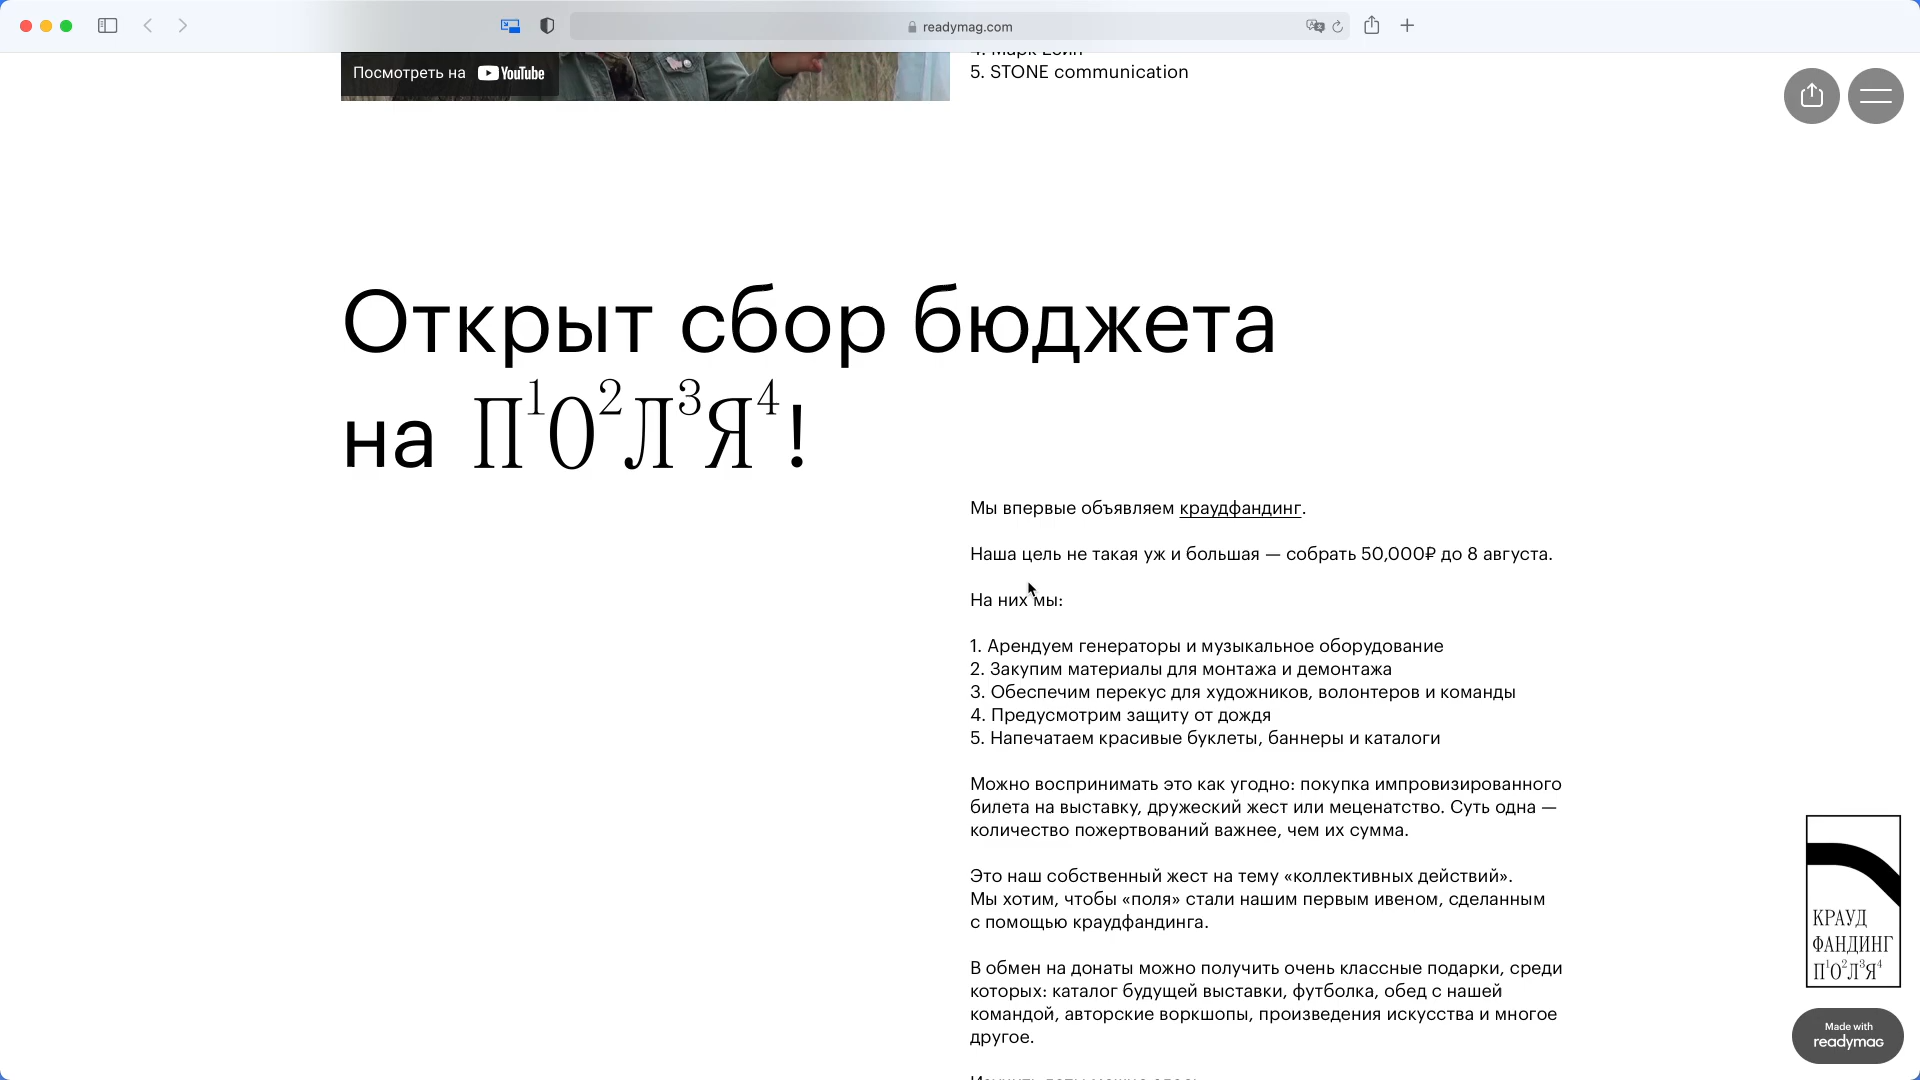 readymag.com
Посмотреть на YouTube
5. STONE communication
Открыт сбор бюджета
на П¹О²Л³Я⁴!
Мы впервые объявляем краудфандинг.
Наша цель не такая уж и большая — собрать 50,000₽ до 8 августа.
На них мы:
1. Арендуем генераторы и музыкальное оборудование
2. Закупим материалы для монтажа и демонтажа
3. Обеспечим перекус для художников, волонтеров и команды
4. Предусмотрим защиту от дождя
5. Напечатаем красивые буклеты, баннеры и каталоги
Можно воспринимать это как угодно: покупка импровизированного
билета на выставку, дружеский жест или меценатство. Суть одна —
количество пожертвований важнее, чем их сумма.
Это наш собственный жест на тему «коллективных действий».
Мы хотим, чтобы «поля» стали нашим первым ивеном, сделанным
с помощью краудфандинга.
В обмен на донаты можно получить очень классные подарки, среди
которых: каталог будущей выставки, футболка, обед с нашей
командой, авторские воркшопы, произведения искусства и многое
другое.
КРАУД
ФАНДИНГ
П¹О²Л³Я⁴
Made with
readymag